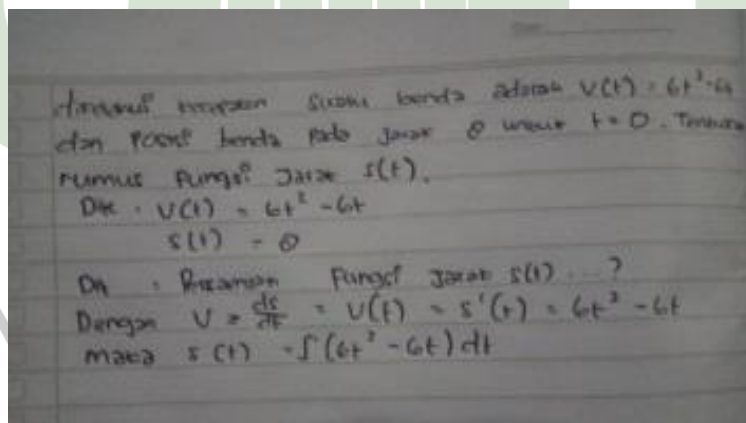 kecepatan suatu benda adalah V(t) = 6t² - 6t
dan Posisi benda Pada Jarak 0 untuk t = 0. Tentukan
rumus Fungsi Jarak s(t).
Dik : V(t) = 6t² - 6t
s(t) = 0
Dit : Persamaan Fungsi Jarak s(t) ... ?
Dengan V = ds/dt = V(t) = s'(t) = 6t² - 6t
maka s(t) = ∫(6t² - 6t) dt